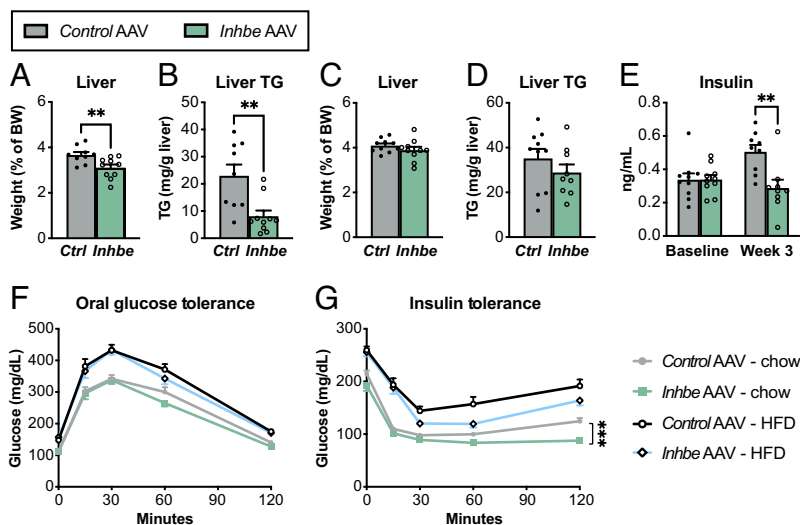 Control AAV Inhbe AAV
A
Liver
**
Weight (% of BW)
6
4
2
0
Ctrl Inhbe
B
Liver TG
**
TG (mg/g liver)
50
40
30
20
10
0
Ctrl Inhbe
C
Liver
Weight (% of BW)
6
4
2
0
Ctrl Inhbe
D
Liver TG
TG (mg/g liver)
60
40
20
0
Ctrl Inhbe
E
Insulin
**
ng/mL
0.8
0.6
0.4
0.2
0.0
Baseline Week 3
F
Oral glucose tolerance
Glucose (mg/dL)
500
400
300
200
100
0
0 30 60 90 120
Minutes
G
Insulin tolerance
Glucose (mg/dL)
300
200
100
0
0 30 60 90 120
Minutes
***
Control AAV - chow
Inhbe AAV - chow
Control AAV - HFD
Inhbe AAV - HFD